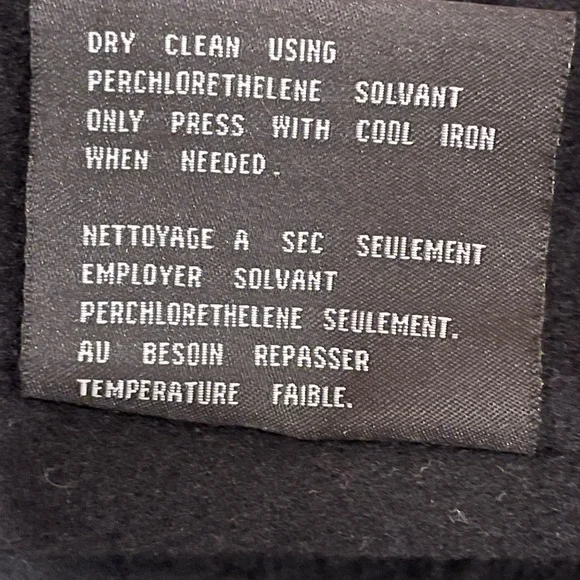 DRY CLEAN USING
PERCHLORETHELENE SOLVANT
ONLY PRESS WITH COOL IRON
WHEN NEEDED.
NETTOYAGE A SEC SEULEMENT
EMPLOYER SOLVANT
PERCHLORETHELENE SEULEMENT.
AU BESOIN REPASSER
TEMPERATURE FAIBLE.